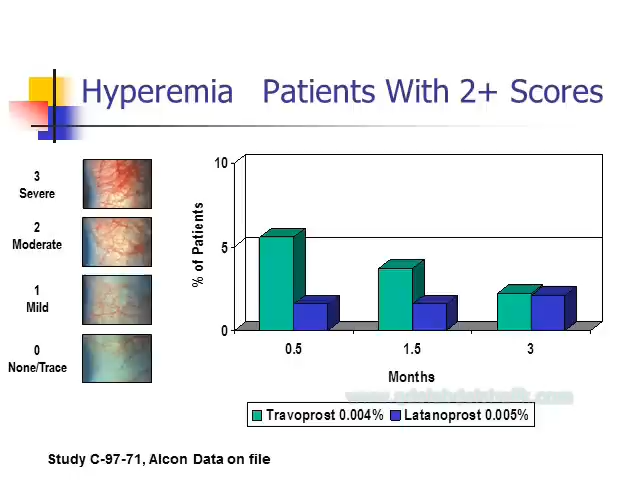 Hyperemia Patients With 2+ Scores
3
Severe
2
Moderate
1
Mild
0
None/Trace
% of Patients
10
5
0
0.5
1.5
3
Months
Travoprost 0.004%
Latanoprost 0.005%
Study C-97-71, Alcon Data on file